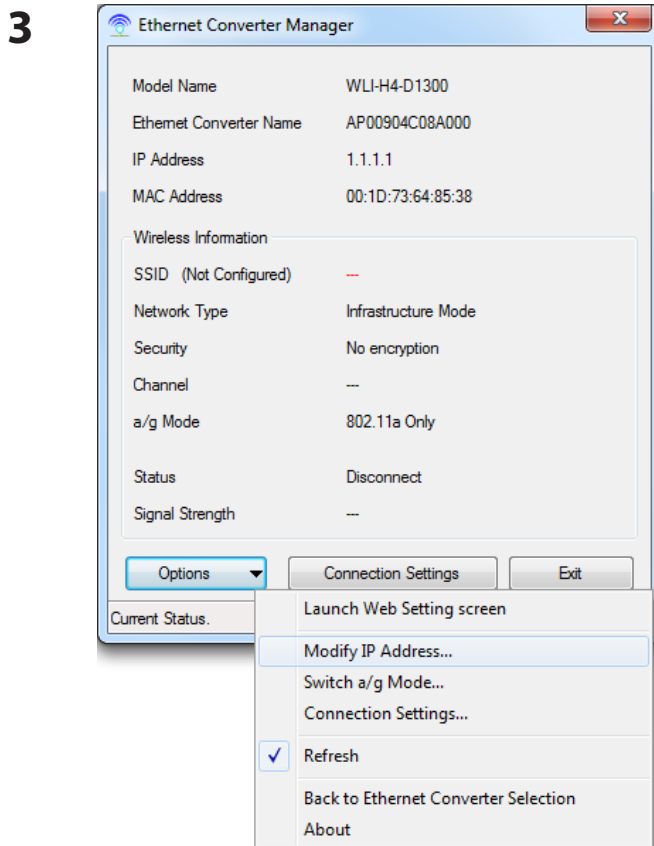 3
Ethernet Converter Manager
Model Name WLI-H4-D1300
Ethernet Converter Name AP00904C08A000
IP Address 1.1.1.1
MAC Address 00:1D:73:64:85:38
Wireless Information
SSID (Not Configured) ---
Network Type Infrastructure Mode
Security No encryption
Channel ---
a/g Mode 802.11a Only
Status Disconnect
Signal Strength ---
Options Connection Settings Exit
Current Status.
Launch Web Setting screen
Modify IP Address...
Switch a/g Mode...
Connection Settings...
Refresh
Back to Ethernet Converter Selection
About